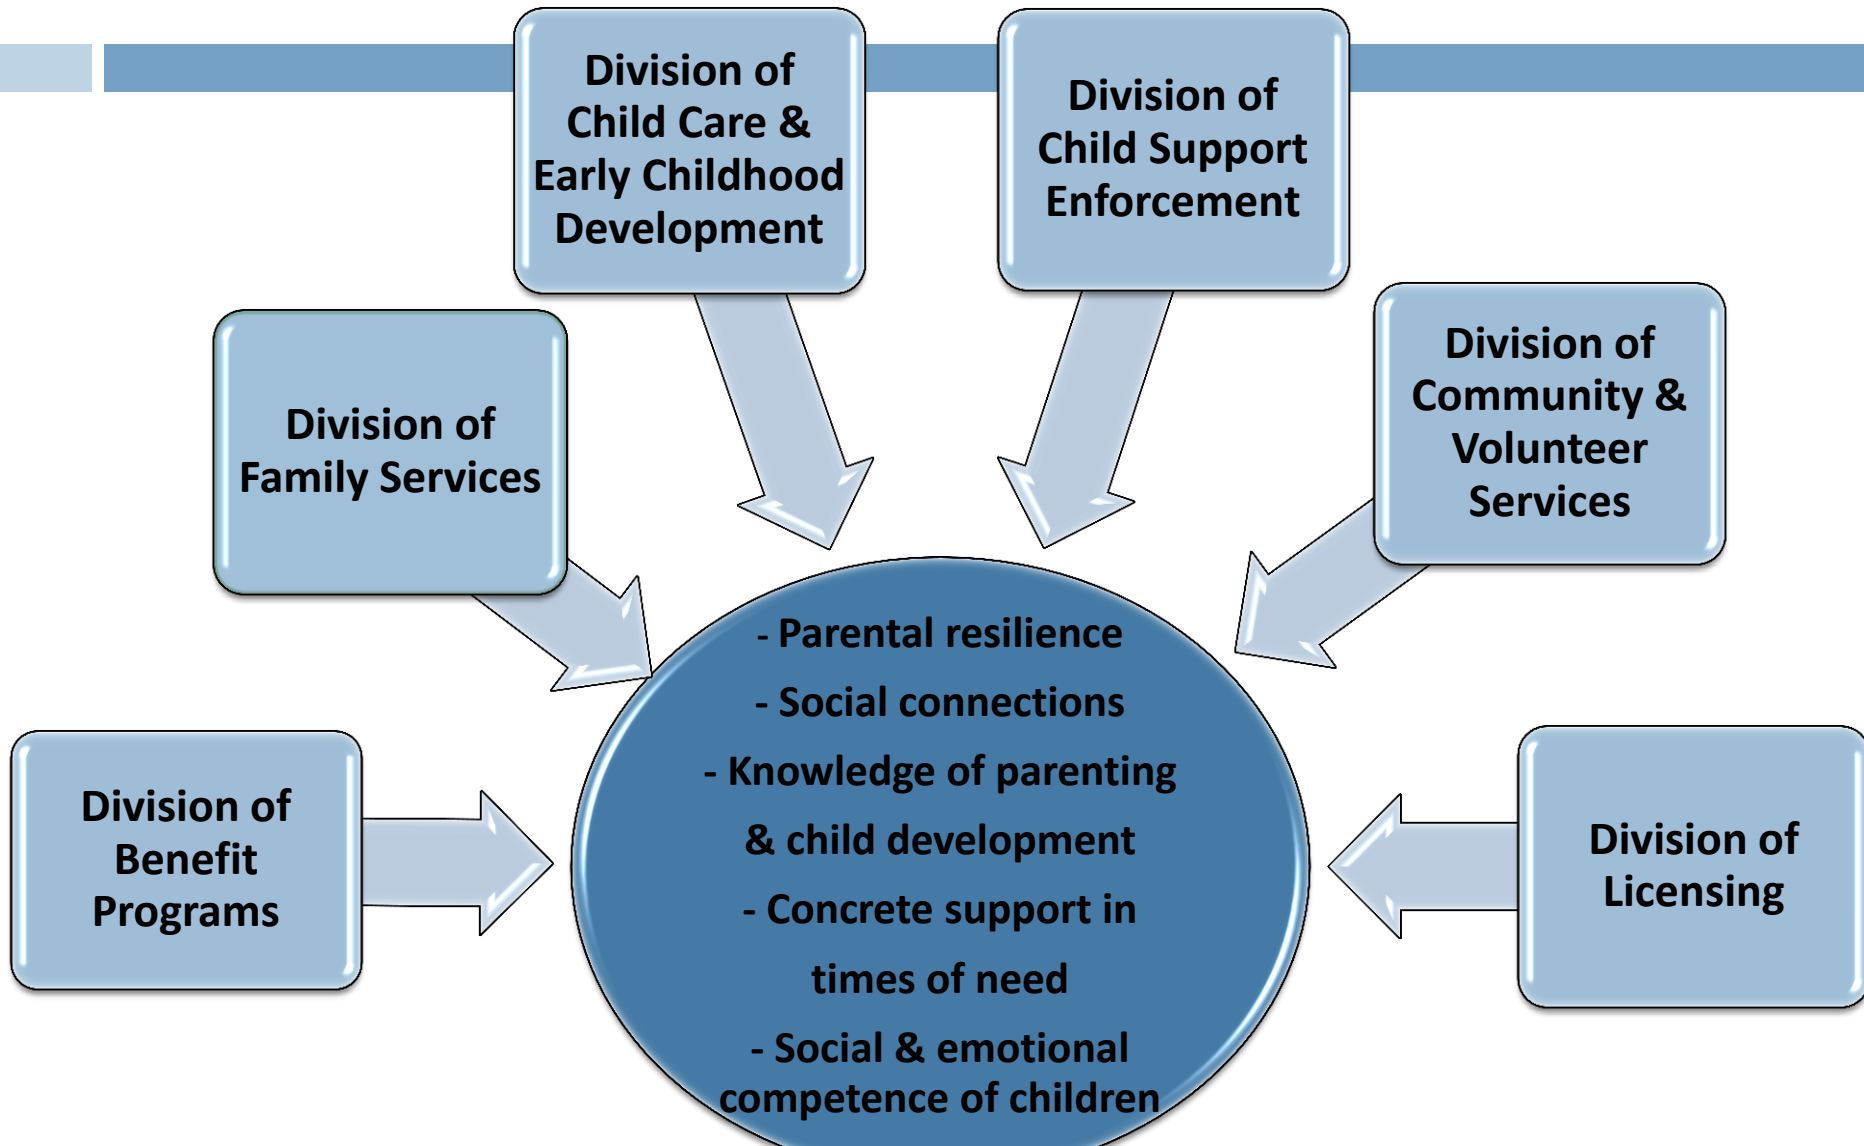 Division of
Child Care &
Early Childhood
Development
Division of
Child Support
Enforcement
Division of
Family Services
Division of
Community &
Volunteer
Services
Division of
Benefit
Programs
Division of
Licensing
- Parental resilience
- Social connections
- Knowledge of parenting
& child development
- Concrete support in
times of need
- Social & emotional
competence of children